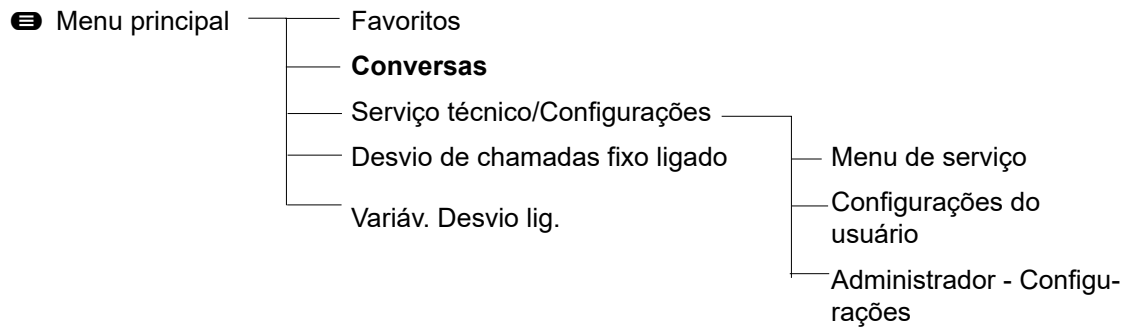 Menu principal
Favoritos
Conversas
Serviço técnico/Configurações
Desvio de chamadas fixo ligado
Variáv. Desvio lig.
Menu de serviço
Configurações do
usuário
Administrador - Configu-
rações